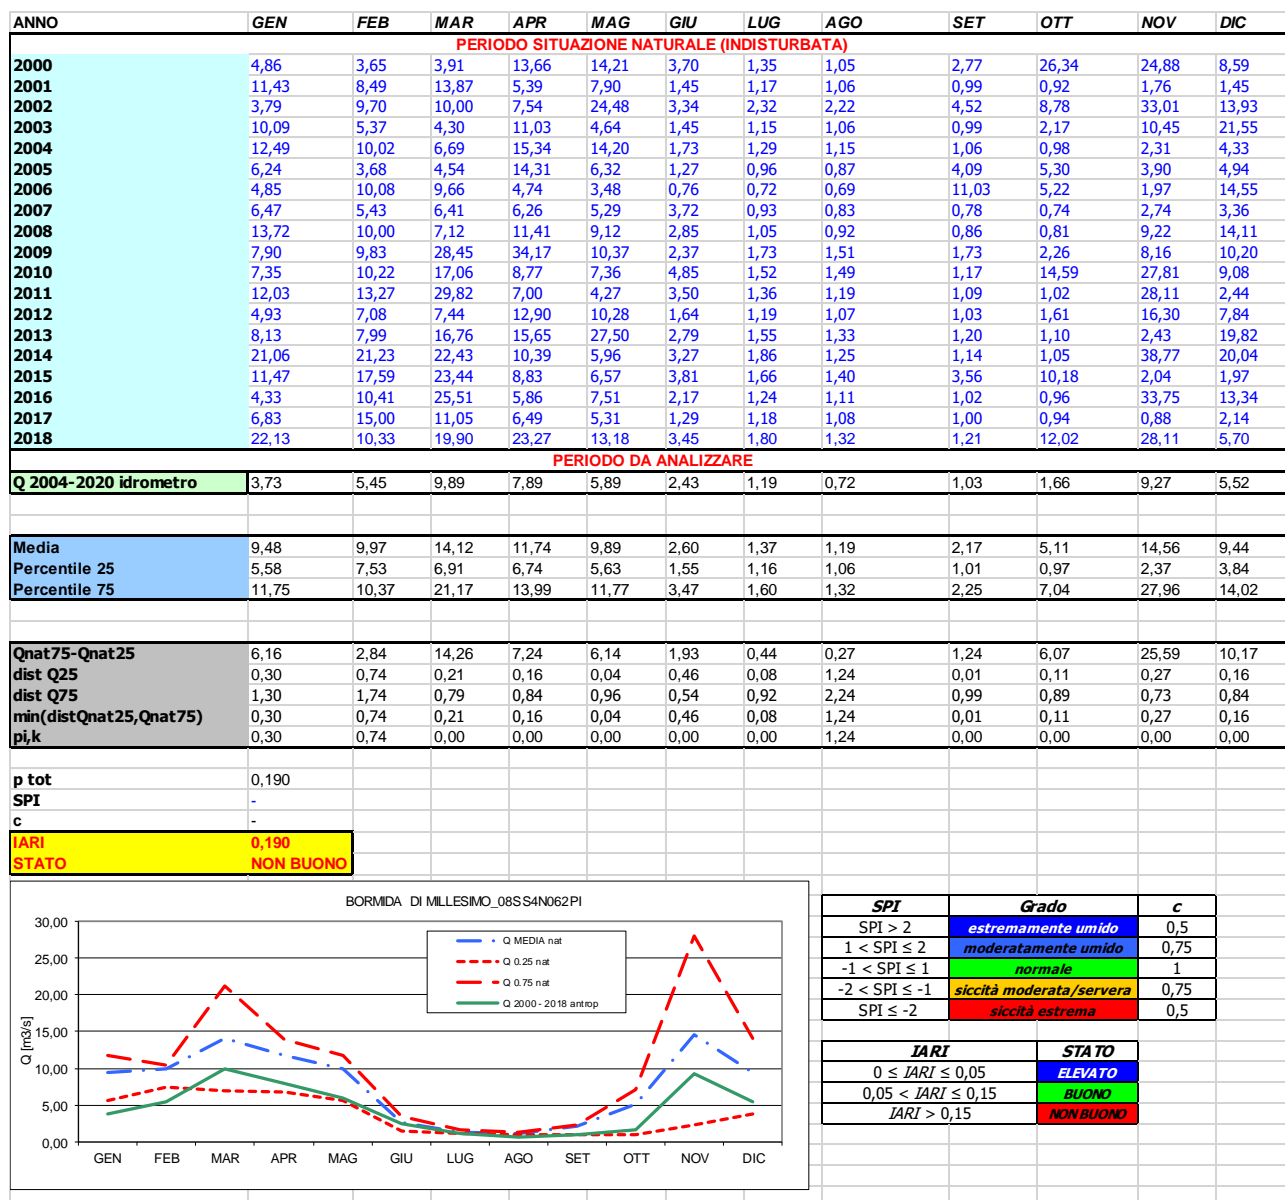 ANNO GEN FEB MAR APR MAG GIU LUG AGO SET OTT NOV DIC
PERIODO SITUAZIONE NATURALE (INDISTURBATA)
2000 4,86 3,65 3,91 13,66 14,21 3,70 1,35 1,05 2,77 26,34 24,88 8,59
2001 11,43 8,49 13,87 5,39 7,90 1,45 1,17 1,06 0,99 0,92 1,76 1,45
2002 3,79 9,70 10,00 7,54 24,48 3,34 2,32 2,22 4,52 8,78 33,01 13,93
2003 10,09 5,37 4,30 11,03 4,64 1,45 1,15 1,06 0,99 2,17 10,45 21,55
2004 12,49 10,02 6,69 15,34 14,20 1,73 1,29 1,15 1,06 0,98 2,31 4,33
2005 6,24 3,68 4,54 14,31 6,32 1,27 0,96 0,87 4,09 5,30 3,90 4,94
2006 4,85 10,08 9,66 4,74 3,48 0,76 0,72 0,69 11,03 5,22 1,97 14,55
2007 6,47 5,43 6,41 6,26 5,29 3,72 0,93 0,83 0,78 0,74 2,74 3,36
2008 13,72 10,00 7,12 11,41 9,12 2,85 1,05 0,92 0,86 0,81 9,22 14,11
2009 7,90 9,83 28,45 34,17 10,37 2,37 1,73 1,51 1,73 2,26 8,16 10,20
2010 7,35 10,22 17,06 8,77 7,36 4,85 1,52 1,49 1,17 14,59 27,81 9,08
2011 12,03 13,27 29,82 7,00 4,27 3,50 1,36 1,19 1,09 1,02 28,11 2,44
2012 4,93 7,08 7,44 12,90 10,28 1,64 1,19 1,07 1,03 1,61 16,30 7,84
2013 8,13 7,99 16,76 15,65 27,50 2,79 1,55 1,33 1,20 1,10 2,43 19,82
2014 21,06 21,23 22,43 10,39 5,96 3,27 1,86 1,25 1,14 1,05 38,77 20,04
2015 11,47 17,59 23,44 8,83 6,57 3,81 1,66 1,40 3,56 10,18 2,04 1,97
2016 4,33 10,41 25,51 5,86 7,51 2,17 1,24 1,11 1,02 0,96 33,75 13,34
2017 6,83 15,00 11,05 6,49 5,31 1,29 1,18 1,08 1,00 0,94 0,88 2,14
2018 22,13 10,33 19,90 23,27 13,18 3,45 1,80 1,32 1,21 12,02 28,11 5,70
PERIODO DA ANALIZZARE
Q 2004-2020 idrometro 3,73 5,45 9,89 7,89 5,89 2,43 1,19 0,72 1,03 1,66 9,27 5,52
Media 9,48 9,97 14,12 11,74 9,89 2,60 1,37 1,19 2,17 5,11 14,56 9,44
Percentile 25 5,58 7,53 6,91 6,74 5,63 1,55 1,16 1,06 1,01 0,97 2,37 3,84
Percentile 75 11,75 10,37 21,17 13,99 11,77 3,47 1,60 1,32 2,25 7,04 27,96 14,02
Qnat75-Qnat25 6,16 2,84 14,26 7,24 6,14 1,93 0,44 0,27 1,24 6,07 25,59 10,17
dist Q25 0,30 0,74 0,21 0,16 0,04 0,46 0,08 1,24 0,01 0,11 0,27 0,16
dist Q75 1,30 1,74 0,79 0,84 0,96 0,54 0,92 2,24 0,99 0,89 0,73 0,84
min(distQnat25,Qnat75) 0,30 0,74 0,21 0,16 0,04 0,46 0,08 1,24 0,01 0,11 0,27 0,16
pi,k 0,30 0,74 0,00 0,00 0,00 0,00 0,00 1,24 0,00 0,00 0,00 0,00
p tot 0,190
SPI -
c -
IARI 0,190
STATO NON BUONO
BORMIDA DI MILLESIMO_08SS4N062PI
Q [m3/s]
30,00
25,00
20,00
15,00
10,00
5,00
0,00
Q MEDIA nat
Q 0.25 nat
Q 0.75 nat
Q 2000 - 2018 antrop
GEN FEB MAR APR MAG GIU LUG AGO SET OTT NOV DIC
SPI Grado c
SPI > 2 estremamente umido 0,5
1 < SPI ≤ 2 moderatamente umido 0,75
-1 < SPI ≤ 1 normale 1
-2 < SPI ≤ -1 siccità moderata/servera 0,75
SPI ≤ -2 siccità estrema 0,5
IARI STATO
0 ≤ IARI ≤ 0,05 ELEVATO
0,05 < IARI ≤ 0,15 BUONO
IARI > 0,15 NON BUONO